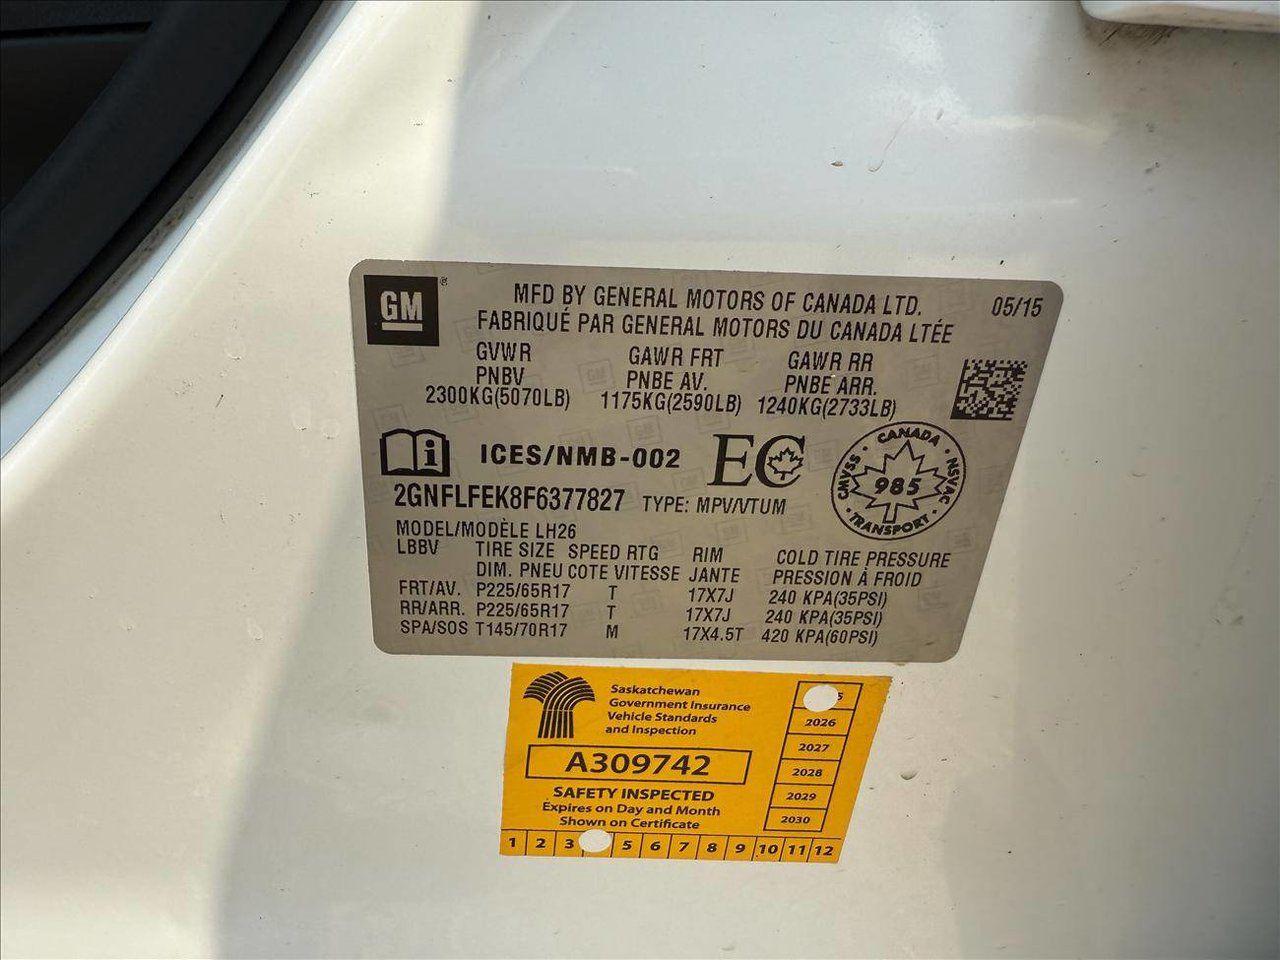 GM
MFD BY GENERAL MOTORS OF CANADA LTD. 05/15
FABRIQUÉ PAR GENERAL MOTORS DU CANADA LTÉE
GVWR GAWR FRT GAWR RR
PNBV PNBE AV. PNBE ARR.
2300KG(5070LB) 1175KG(2590LB) 1240KG(2733LB)
i ICES/NMB-002 EC
CANADA
CMVSS 985 NSVAC
TRANSPORT
2GNFLFEK8F6377827 TYPE: MPV/VTUM
MODEL/MODÈLE LH26
LBBV TIRE SIZE SPEED RTG RIM COLD TIRE PRESSURE
DIM. PNEU COTE VITESSE JANTE PRESSION À FROID
FRT/AV. P225/65R17 T 17X7J 240 KPA(35PSI)
RR/ARR. P225/65R17 T 17X7J 240 KPA(35PSI)
SPA/SOS T145/70R17 M 17X4.5T 420 KPA(60PSI)
Saskatchewan
Government Insurance
Vehicle Standards
and Inspection
A309742
SAFETY INSPECTED
Expires on Day and Month
Shown on Certificate
5
2026
2027
2028
2029
2030
1 2 3 5 6 7 8 9 10 11 12